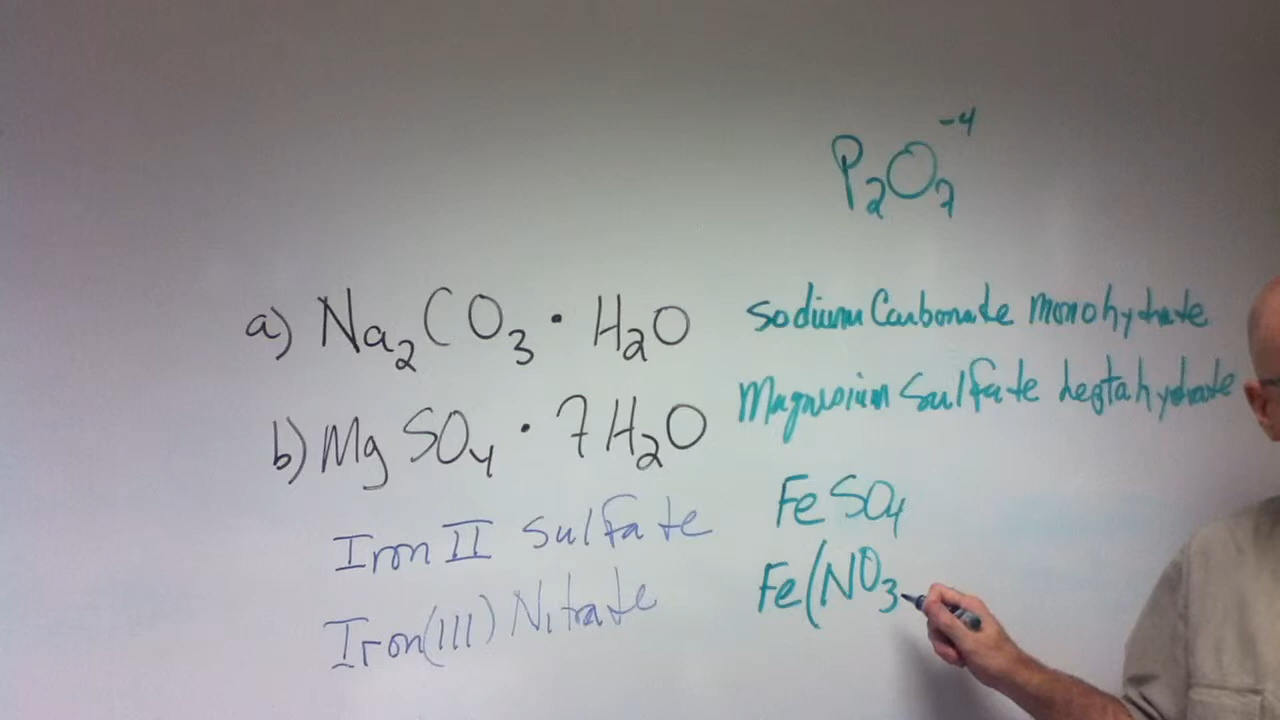 P₂O₇⁻⁴
a) Na₂CO₃ · H₂O sodium Carbonate monohydrate
b) MgSO₄ · 7H₂O Magnesium Sulfate heptahydrate
Iron II Sulfate FeSO₄
Iron(III) Nitrate Fe(NO₃